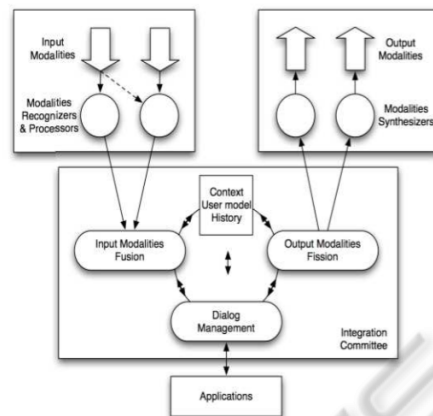 Input
Modalities
Output
Modalities
Modalities
Recognizers
& Processors
Modalities
Synthesizers
Context
User model
History
Input Modalities
Fusion
Output Modalities
Fission
Dialog
Management
Integration
Committee
Applications